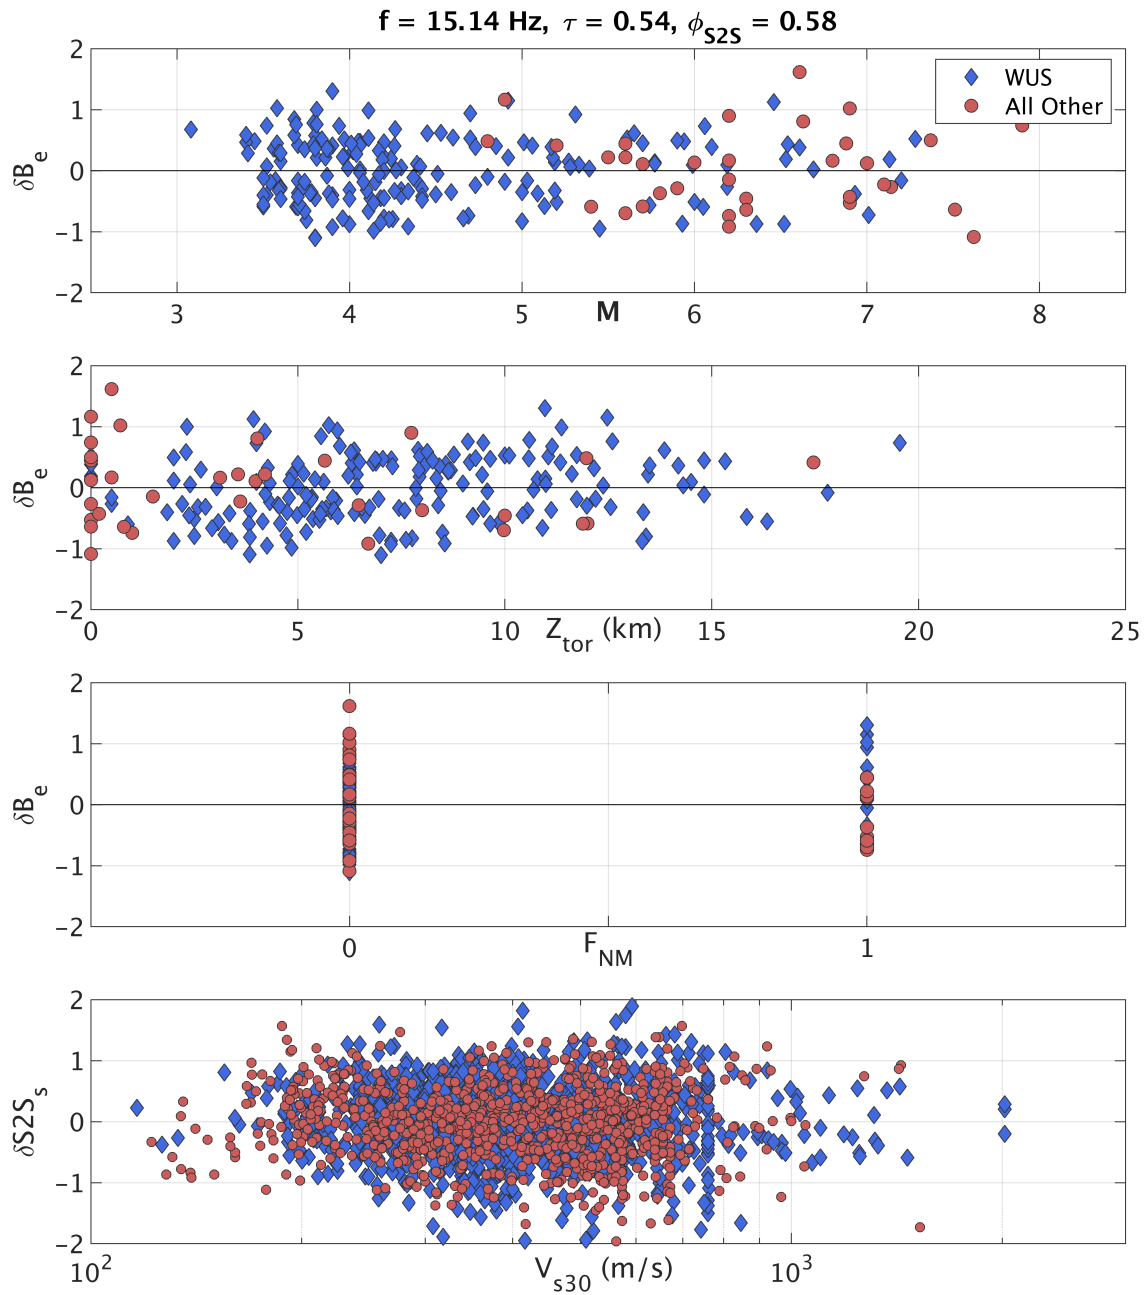 f = 15.14 Hz, τ = 0.54, ϕS2S = 0.58
2
1
0
−1
−2
δBe
WUS
All Other
3 4 5 6 7 8
M
2
1
0
−1
−2
δBe
0 5 10 15 20 25
Ztor (km)
2
1
0
−1
−2
δBe
0 1
FNM
2
1
0
−1
−2
δS2Ss
10² 10³
Vs30 (m/s)